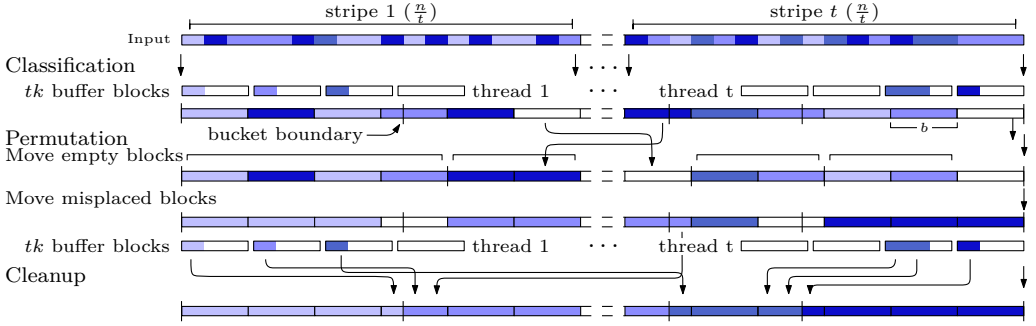 stripe 1 (n/t) stripe t (n/t)
Input
Classification
· · ·
tk buffer blocks thread 1 · · · thread t
bucket boundary b
Permutation
Move empty blocks
Move misplaced blocks
tk buffer blocks thread 1 · · · thread t
Cleanup